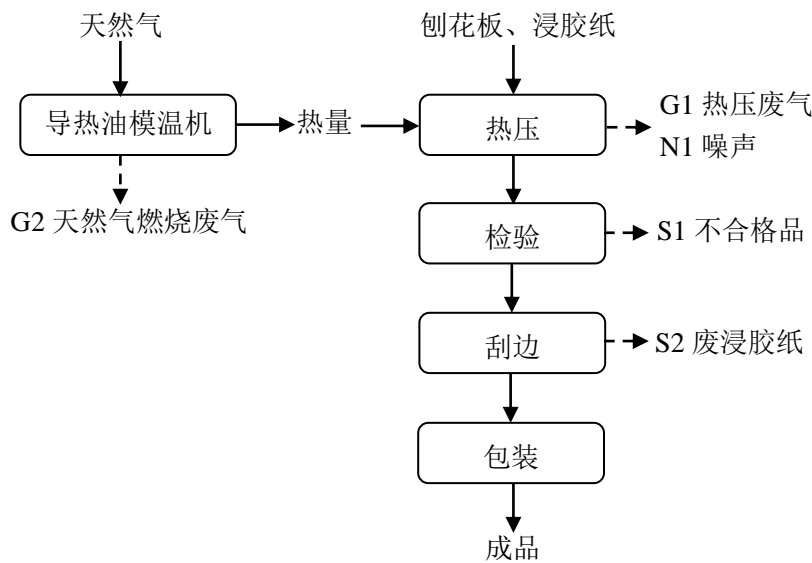 天然气
刨花板、浸胶纸
导热油模温机
热量
热压
G1 热压废气
N1 噪声
G2 天然气燃烧废气
检验
S1 不合格品
刮边
S2 废浸胶纸
包装
成品